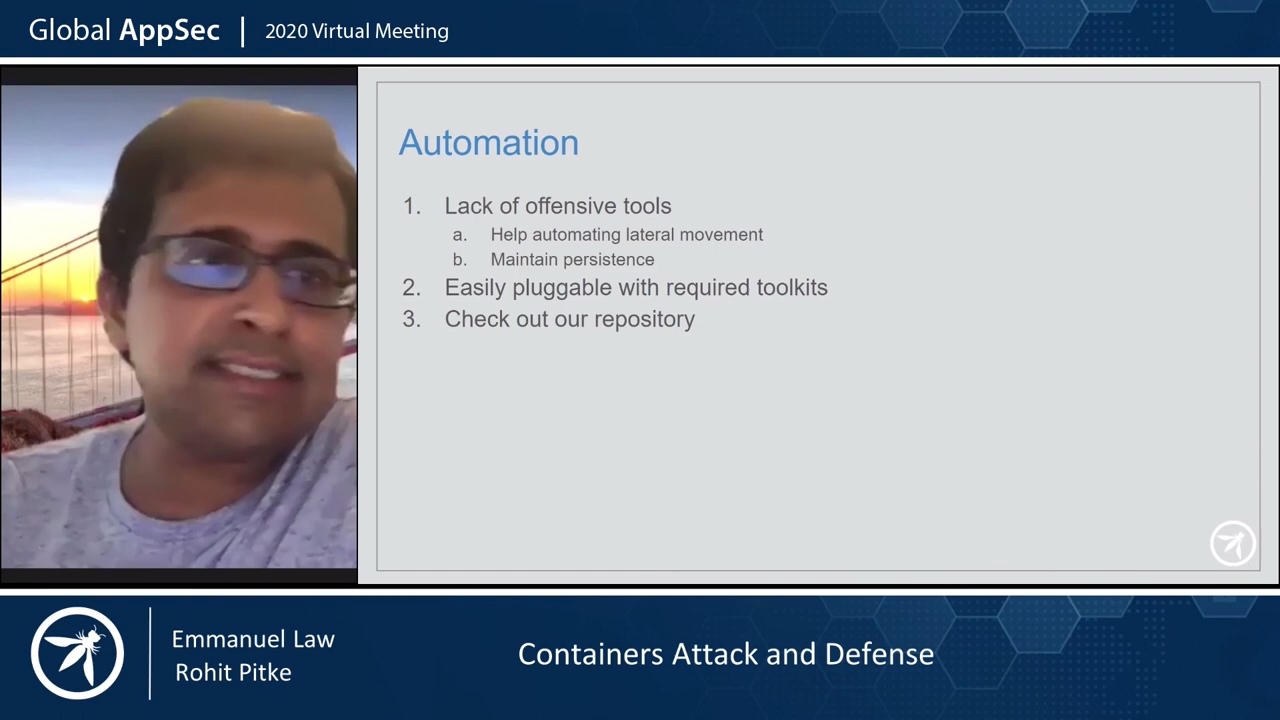 Global AppSec | 2020 Virtual Meeting
Automation
1. Lack of offensive tools
a. Help automating lateral movement
b. Maintain persistence
2. Easily pluggable with required toolkits
3. Check out our repository
Emmanuel Law
Rohit Pitke
Containers Attack and Defense